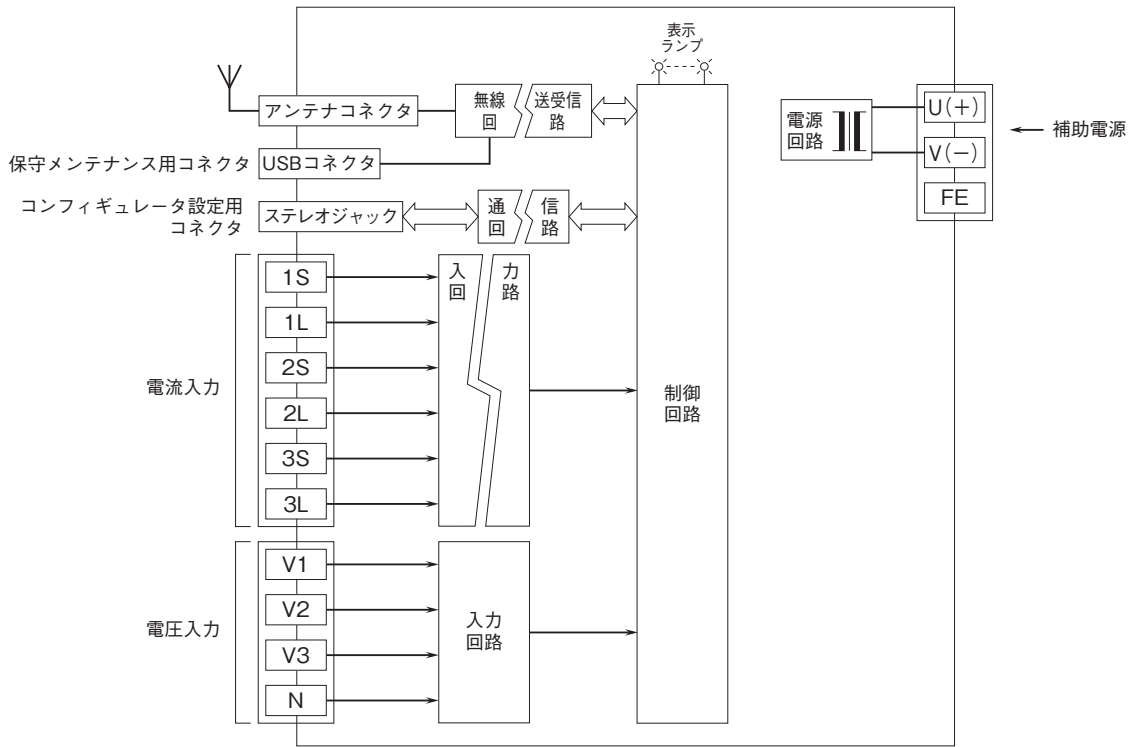 表示
ランプ
アンテナコネクタ
無線 送受信
回 路
保守メンテナンス用コネクタ
USBコネクタ
コンフィギュレータ設定用
コネクタ
ステレオジャック
通 信
回 路
電源
回路
U(+)
V(−)
FE
補助電源
電流入力
1S
1L
2S
2L
3S
3L
入 力
回 路
制御
回路
電圧入力
V1
V2
V3
N
入力
回路